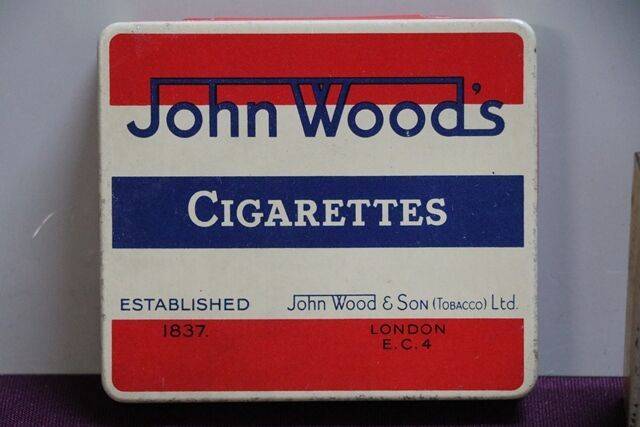 John Wood's
CIGARETTES
ESTABLISHED
1837.
John Wood & SON (TOBACCO) Ltd.
LONDON
E.C.4